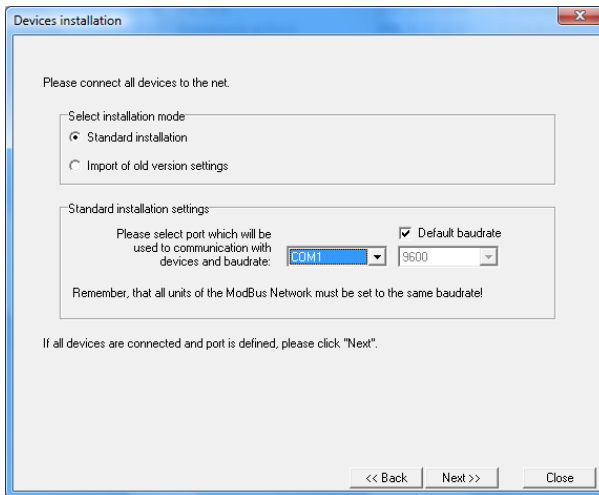 Devices installation
Please connect all devices to the net.
Select installation mode
Standard installation
Import of old version settings
Standard installation settings
Please select port which will be
used to communication with
devices and baudrate:
COM1
Default baudrate
9600
Remember, that all units of the ModBus Network must be set to the same baudrate!
If all devices are connected and port is defined, please click "Next".
<< Back
Next >>
Close